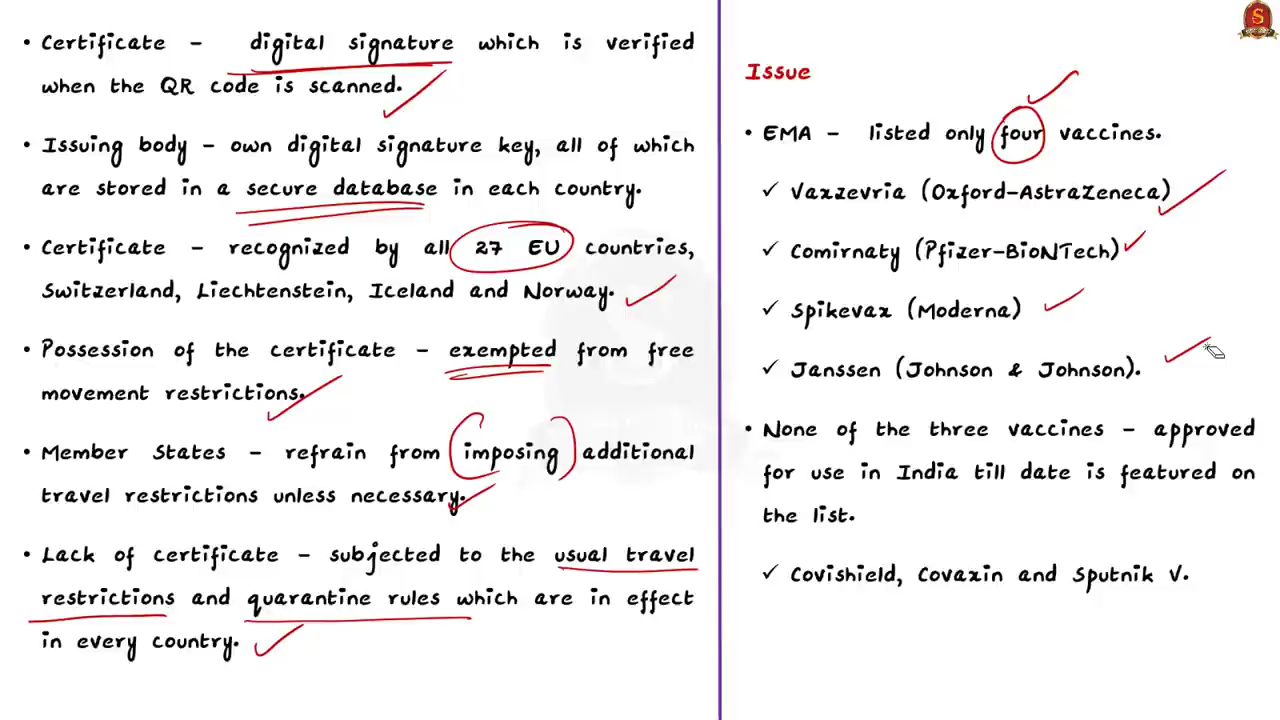 • Certificate – digital signature which is verified
when the QR code is scanned.
• Issuing body – own digital signature key, all of which
are stored in a secure database in each country.
• Certificate – recognized by all 27 EU countries,
Switzerland, Liechtenstein, Iceland and Norway.
• Possession of the certificate – exempted from free
movement restrictions.
• Member States – refrain from imposing additional
travel restrictions unless necessary.
• Lack of certificate – subjected to the usual travel
restrictions and quarantine rules which are in effect
in every country.
Issue
• EMA – listed only four vaccines.
✓ Vaxzevria (Oxford-AstraZeneca)
✓ Comirnaty (Pfizer-BioNTech)
✓ Spikevax (Moderna)
✓ Janssen (Johnson & Johnson).
• None of the three vaccines – approved
for use in India till date is featured on
the list.
✓ Covishield, Covaxin and Sputnik V.
S